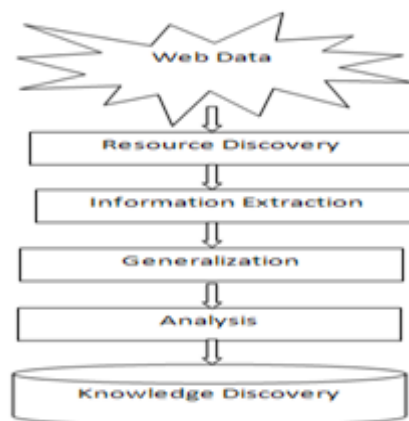 Web Data
Resource Discovery
Information Extraction
Generalization
Analysis
Knowledge Discovery